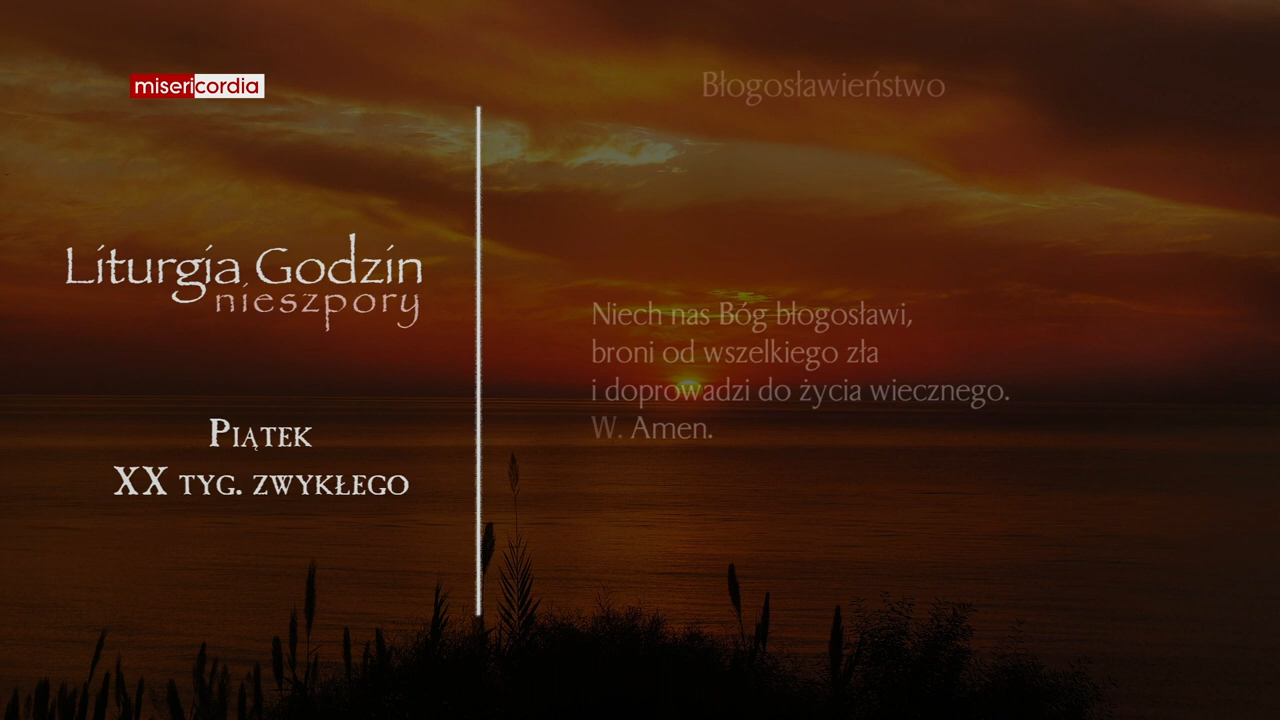 misericordia
Liturgia Godzin
nieszpory
Piątek
XX tyg. zwykłego
Błogosławieństwo
Niech nas Bóg błogosławi,
broni od wszelkiego zła
i doprowadzi do życia wiecznego.
W. Amen.